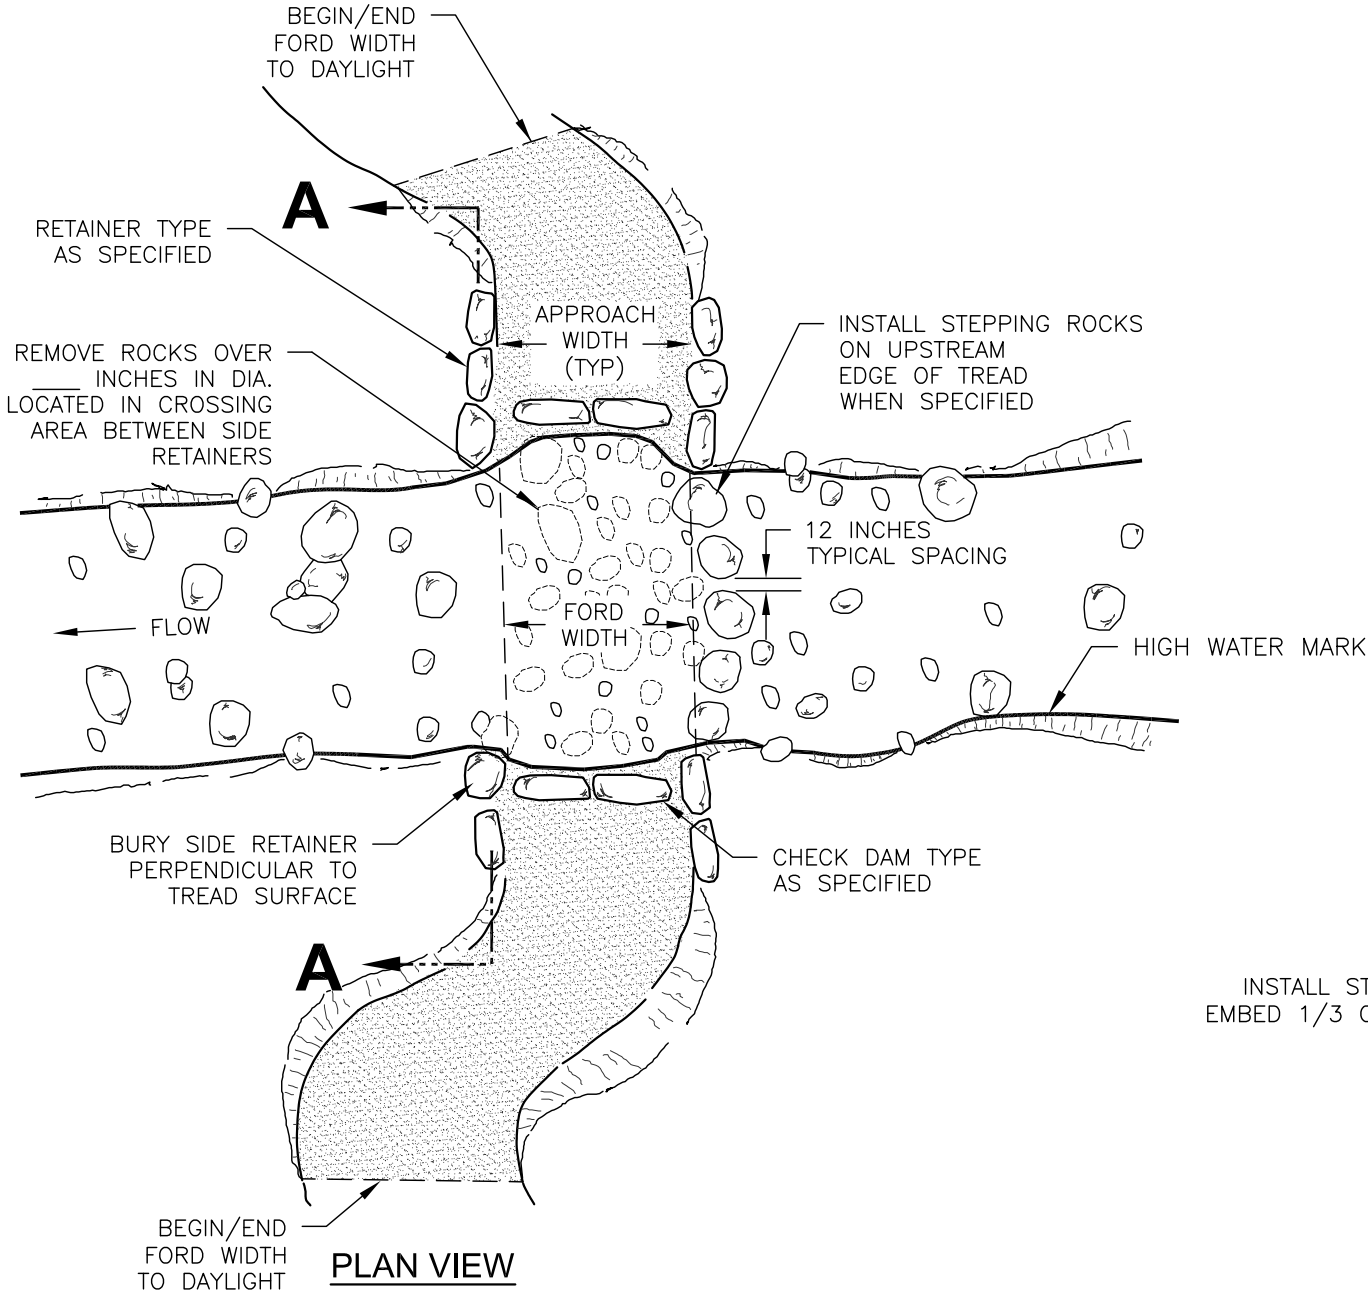 BEGIN/END
FORD WIDTH
TO DAYLIGHT
A
RETAINER TYPE
AS SPECIFIED
APPROACH
WIDTH
(TYP)
INSTALL STEPPING ROCKS
ON UPSTREAM
EDGE OF TREAD
WHEN SPECIFIED
REMOVE ROCKS OVER
____ INCHES IN DIA.
LOCATED IN CROSSING
AREA BETWEEN SIDE
RETAINERS
12 INCHES
TYPICAL SPACING
FLOW
FORD
WIDTH
HIGH WATER MARK
BURY SIDE RETAINER
PERPENDICULAR TO
TREAD SURFACE
CHECK DAM TYPE
AS SPECIFIED
A
INSTALL ST
EMBED 1/3 O
BEGIN/END
FORD WIDTH
TO DAYLIGHT
PLAN VIEW